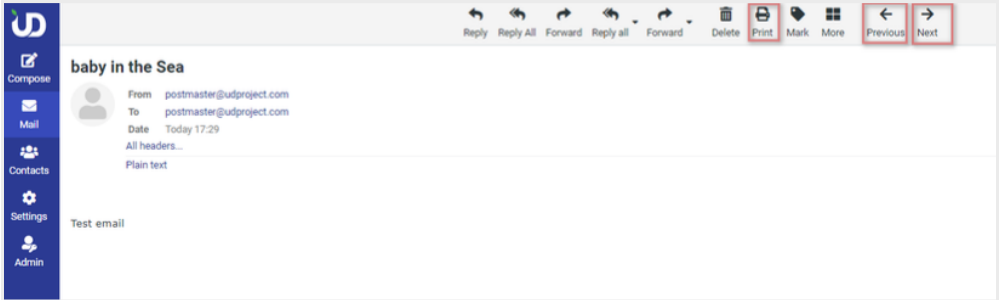 UD
Reply Reply All Forward Reply all Forward Delete Print Mark More Previous Next
Compose
Mail
Contacts
Settings
Admin
baby in the Sea
From postmaster@udproject.com
To postmaster@udproject.com
Date Today 17:29
All headers...
Plain text
Test email